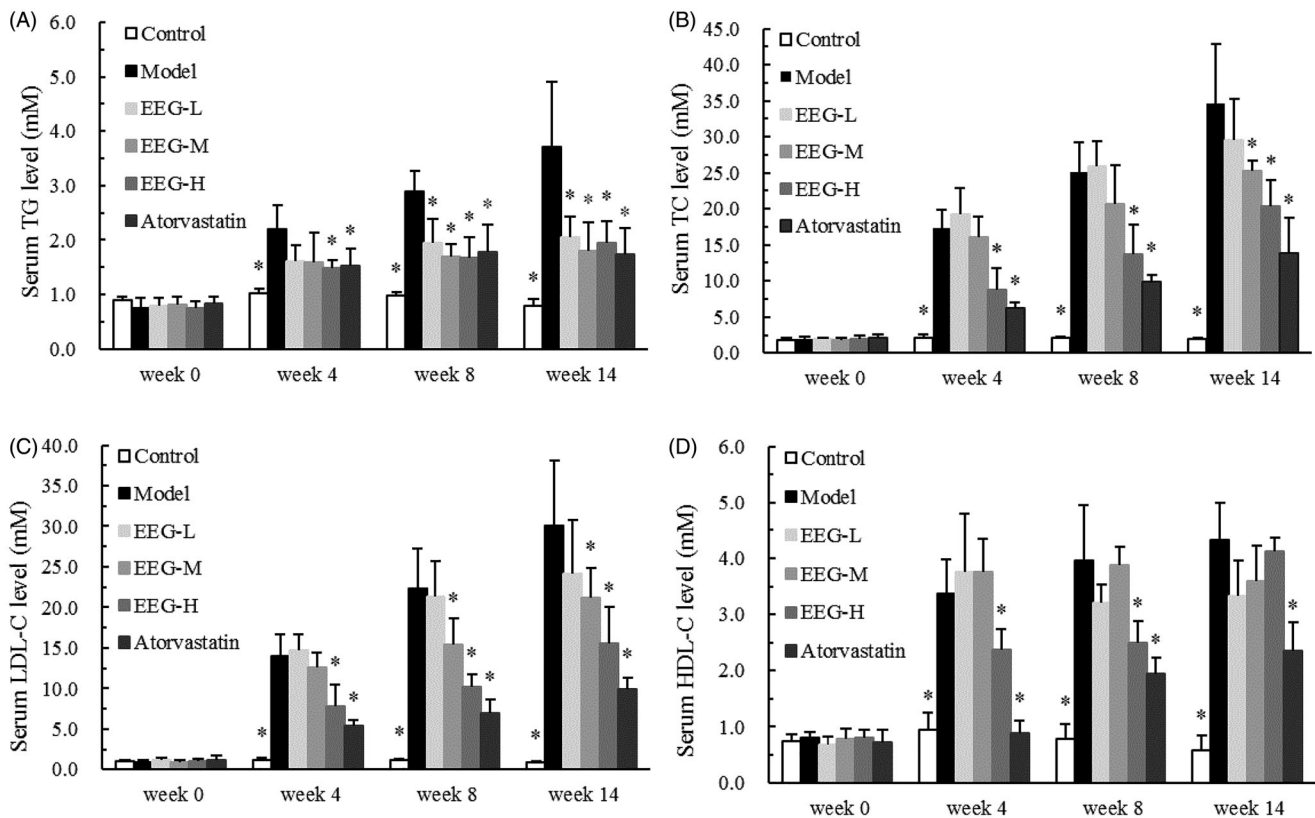 (A)
Serum TG level (mM)
6.0
5.0
4.0
3.0
2.0
1.0
0.0
Control
Model
EEG-L
EEG-M
EEG-H
Atorvastatin
* * *
* * * * *
* * * * *
week 0 week 4 week 8 week 14
(B)
Serum TC level (mM)
45.0
40.0
35.0
30.0
25.0
20.0
15.0
10.0
5.0
0.0
Control
Model
EEG-L
EEG-M
EEG-H
Atorvastatin
* * *
* * *
* * * *
week 0 week 4 week 8 week 14
(C)
Serum LDL-C level (mM)
40.0
35.0
30.0
25.0
20.0
15.0
10.0
5.0
0.0
Control
Model
EEG-L
EEG-M
EEG-H
Atorvastatin
* * *
* * * *
* * * *
week 0 week 4 week 8 week 14
(D)
Serum HDL-C level (mM)
6.0
5.0
4.0
3.0
2.0
1.0
0.0
Control
Model
EEG-L
EEG-M
EEG-H
Atorvastatin
* * *
* * *
* *
week 0 week 4 week 8 week 14